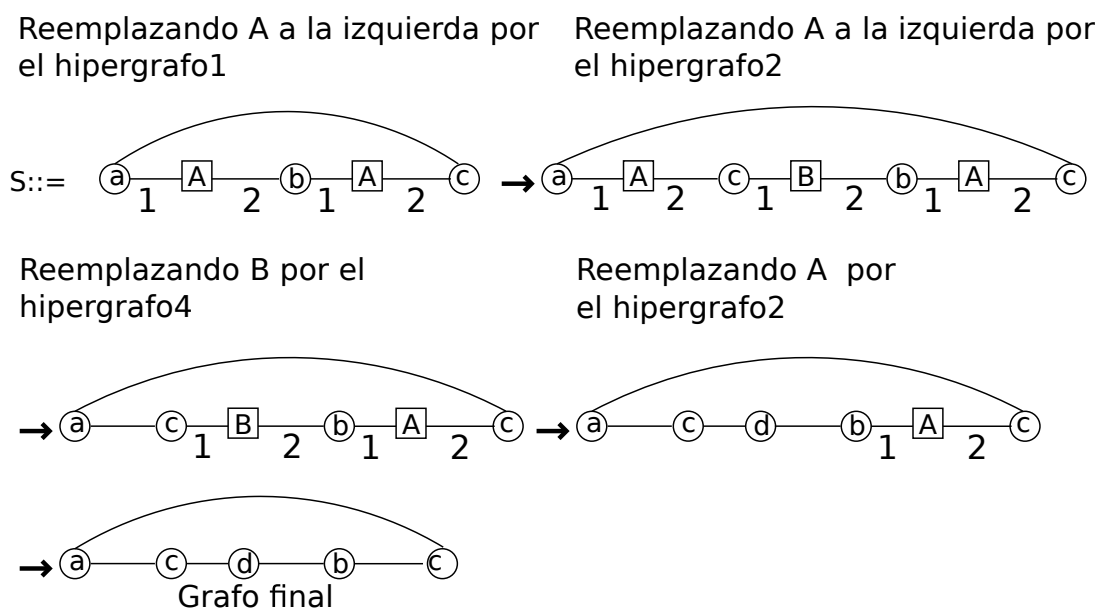 Reemplazando A a la izquierda por
el hipergrafo1
Reemplazando A a la izquierda por
el hipergrafo2
S::= a 1 A 2 b 1 A 2 c → a 1 A 2 c 1 B 2 b 1 A 2 c
Reemplazando B por el
hipergrafo4
Reemplazando A por
el hipergrafo2
→ a c 1 B 2 b 1 A 2 c → a c d b 1 A 2 c
→ a c d b c
Grafo final